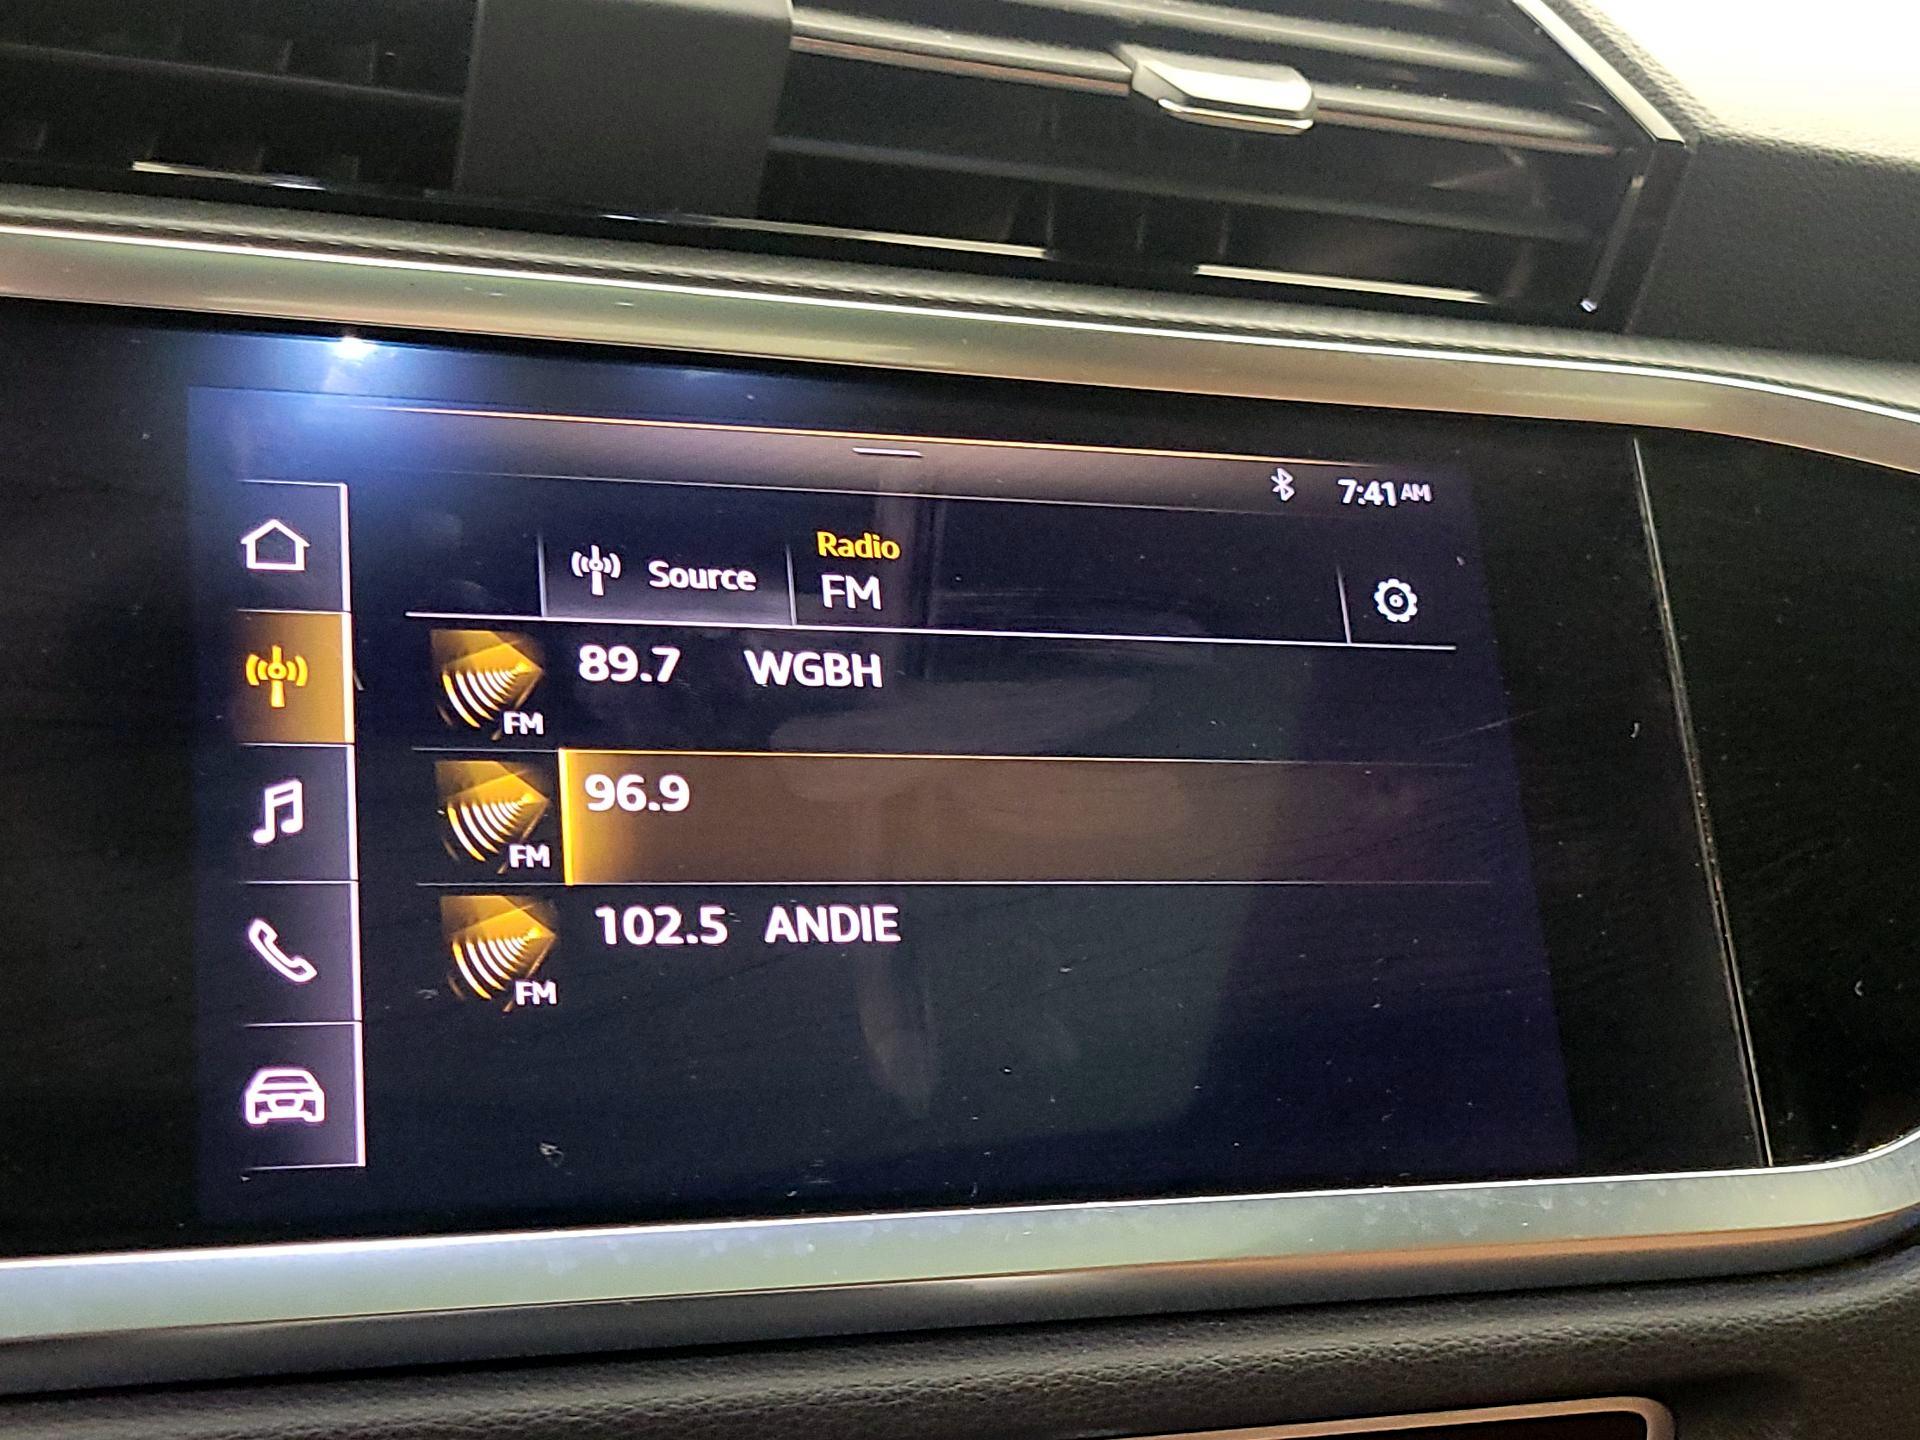 7:41 AM
Source
Radio
FM
89.7 WGBH
FM
96.9
FM
102.5 ANDIE
FM